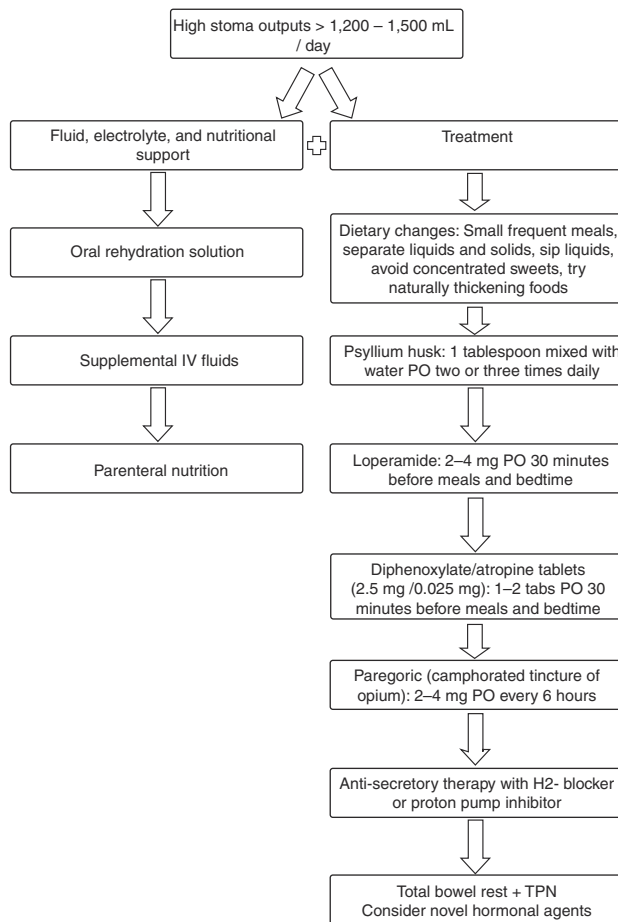 High stoma outputs > 1,200 – 1,500 mL
/ day
Fluid, electrolyte, and nutritional
support
Treatment
Oral rehydration solution
Dietary changes: Small frequent meals,
separate liquids and solids, sip liquids,
avoid concentrated sweets, try
naturally thickening foods
Supplemental IV fluids
Psyllium husk: 1 tablespoon mixed with
water PO two or three times daily
Parenteral nutrition
Loperamide: 2–4 mg PO 30 minutes
before meals and bedtime
Diphenoxylate/atropine tablets
(2.5 mg /0.025 mg): 1–2 tabs PO 30
minutes before meals and bedtime
Paregoric (camphorated tincture of
opium): 2–4 mg PO every 6 hours
Anti-secretory therapy with H2- blocker
or proton pump inhibitor
Total bowel rest + TPN
Consider novel hormonal agents